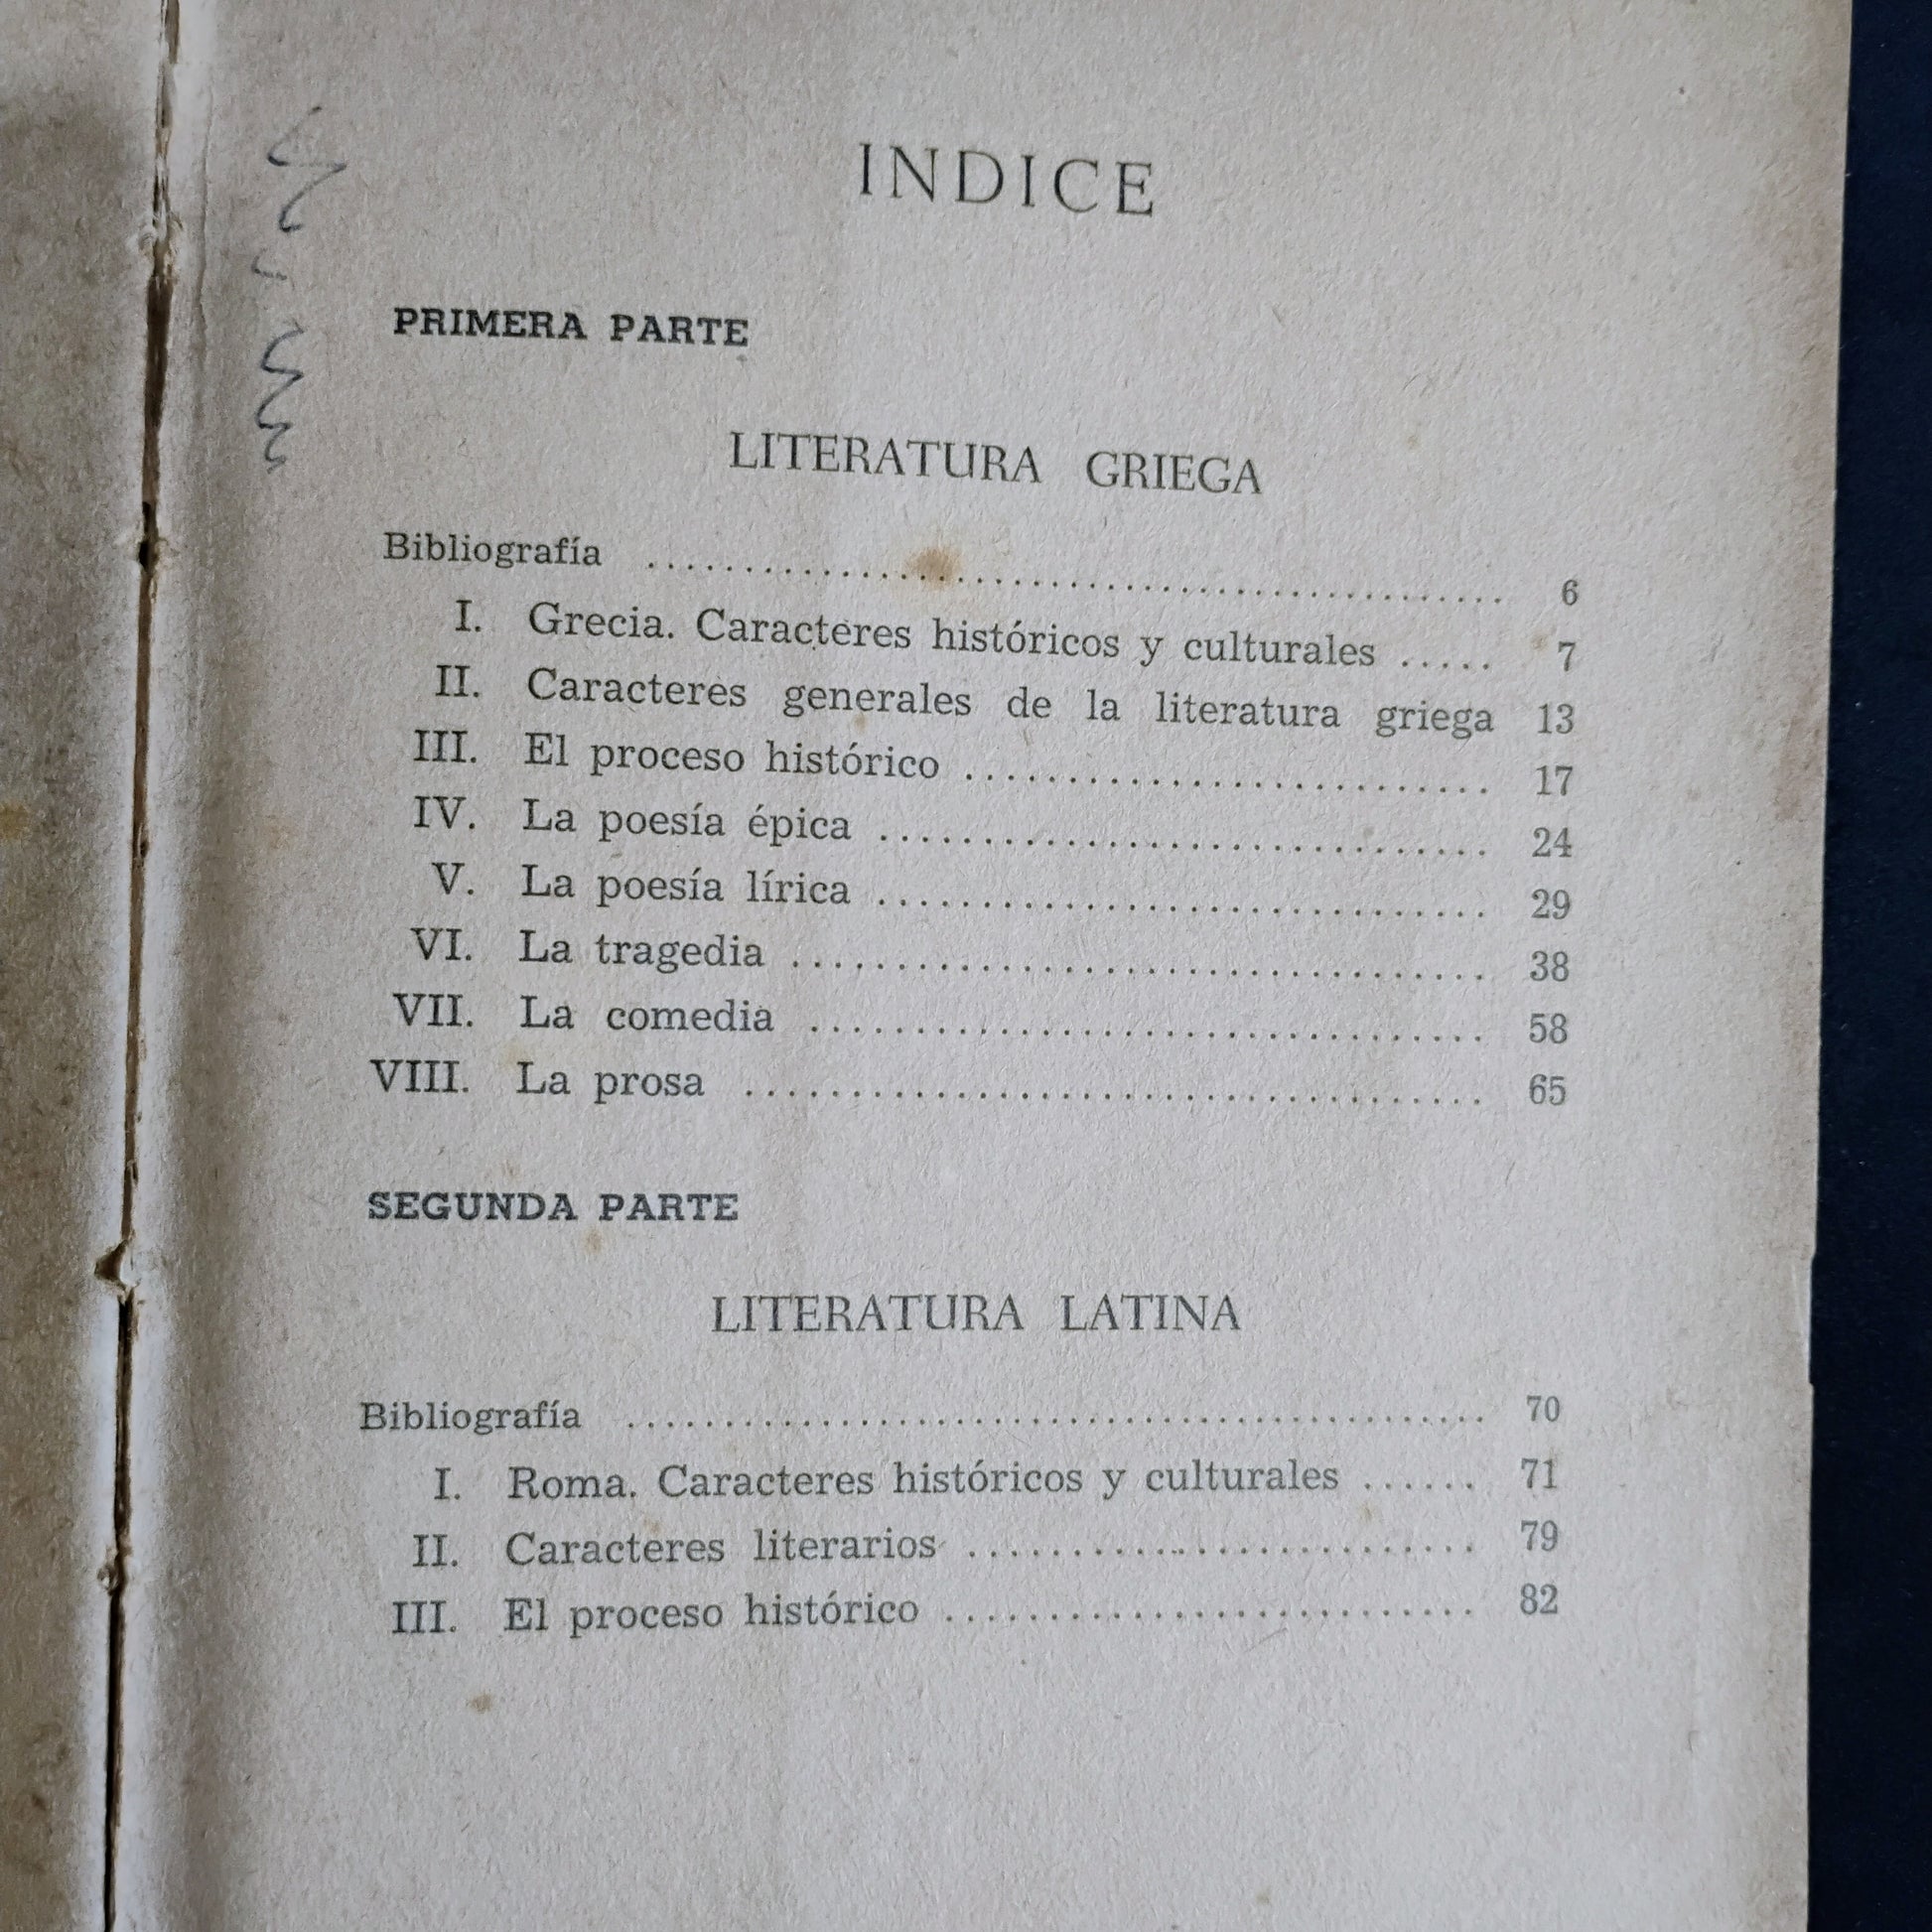 INDICE
PRIMERA PARTE
LITERATURA GRIEGA
Bibliografía ........................................ 6
I. Grecia. Caracteres históricos y culturales ..... 7
II. Caracteres generales de la literatura griega 13
III. El proceso histórico .......................... 17
IV. La poesía épica .............................. 24
V. La poesía lírica .............................. 29
VI. La tragedia .................................. 38
VII. La comedia ................................. 58
VIII. La prosa .................................... 65
SEGUNDA PARTE
LITERATURA LATINA
Bibliografía .......................................... 70
I. Roma. Caracteres históricos y culturales ...... 71
II. Caracteres literarios ......................... 79
III. El proceso histórico .......................... 82